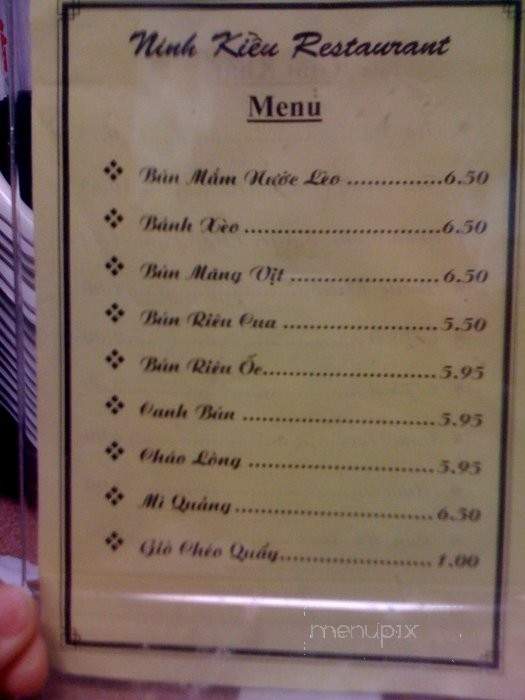 Ninh Kiều Restaurant
Menu
❖ Bún Mắm Nước Lèo ...............6.50
❖ Bánh Xèo ..............................6.50
❖ Bún Măng Vịt .......................6.50
❖ Bún Riêu Cua .......................5.50
❖ Bún Riêu Ốc..........................5.95
❖ Canh Bún .............................5.95
❖ Cháo Lòng ............................5.95
❖ Mì Quảng ..............................6.50
❖ Giò Chéo Quẩy.......................1.00
menupix